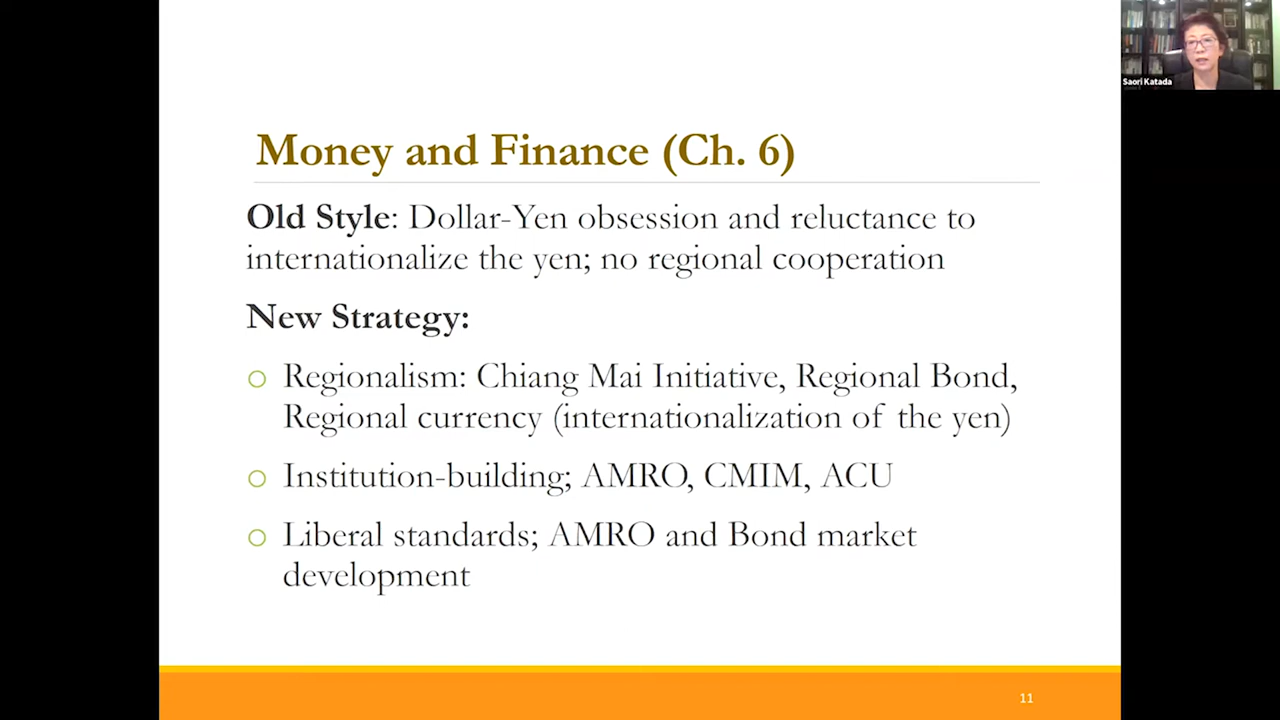 Saori Katada
Money and Finance (Ch. 6)
Old Style: Dollar-Yen obsession and reluctance to
internationalize the yen; no regional cooperation
New Strategy:
Regionalism: Chiang Mai Initiative, Regional Bond,
Regional currency (internationalization of the yen)
Institution-building; AMRO, CMIM, ACU
Liberal standards; AMRO and Bond market
development
11